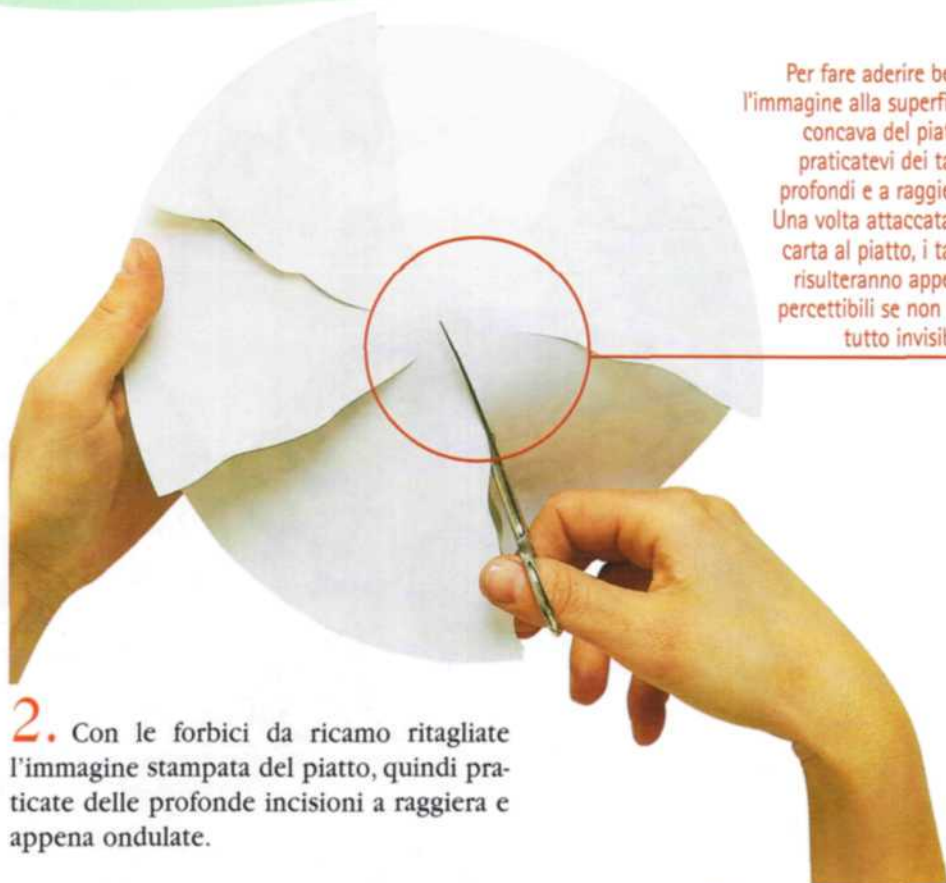 Per fare aderire be
l'immagine alla superfi
concava del pia
praticatevi dei ta
profondi e a raggie
Una volta attaccata
carta al piatto, i ta
risulteranno appe
percettibili se non
tutto invisi
2. Con le forbici da ricamo ritagliate
l'immagine stampata del piatto, quindi pra-
ticate delle profonde incisioni a raggiera e
appena ondulate.